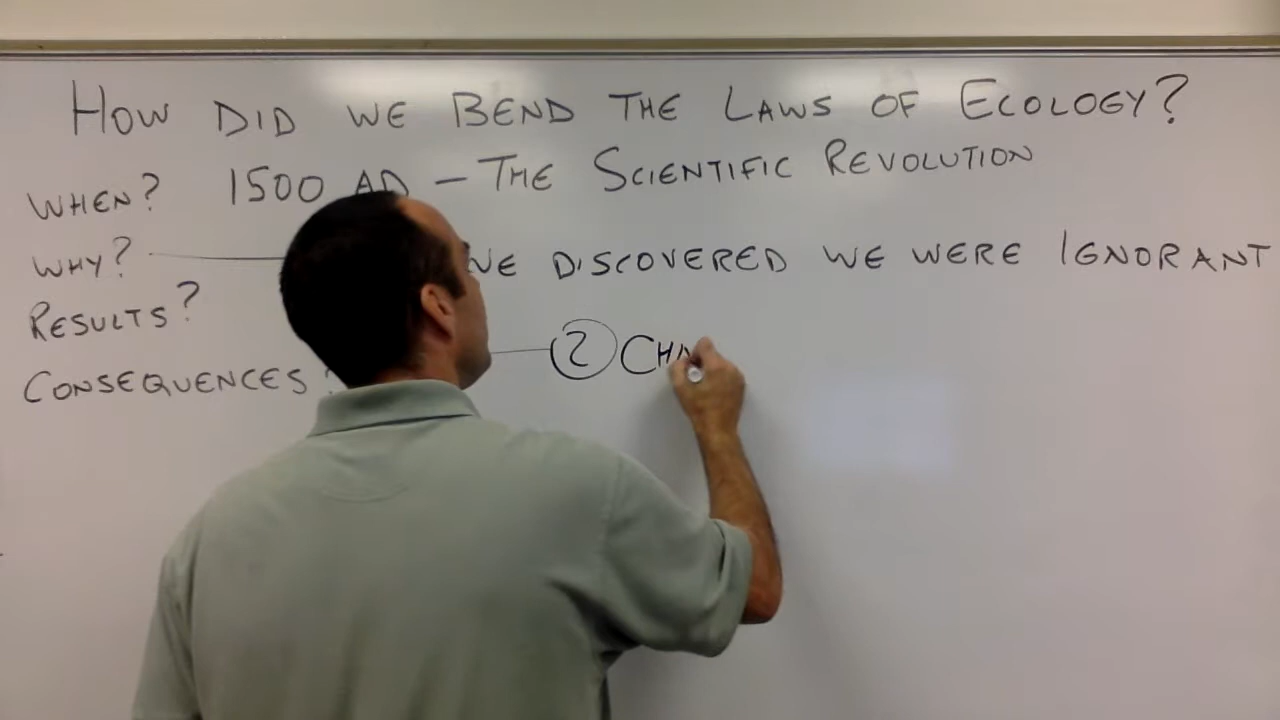 HOW DID WE BEND THE LAWS OF ECOLOGY?
WHEN? 1500 AD – THE SCIENTIFIC REVOLUTION
WHY? WE DISCOVERED WE WERE IGNORANT
RESULTS?
② CHA
CONSEQUENCES?